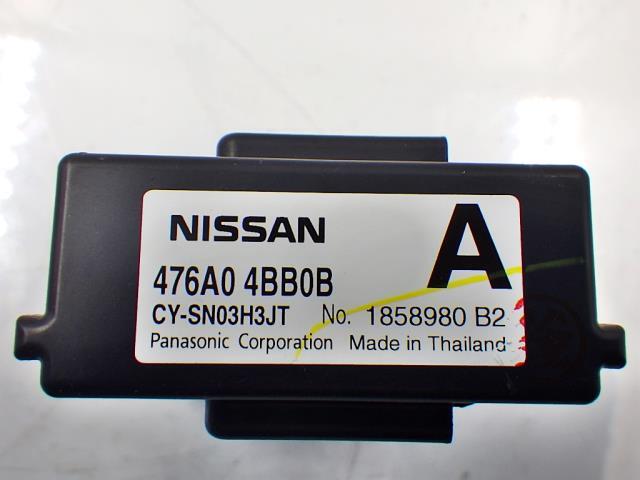 NISSAN A
476A0 4BB0B
CY-SN03H3JT No. 1858980 B2
Panasonic Corporation Made in Thailand